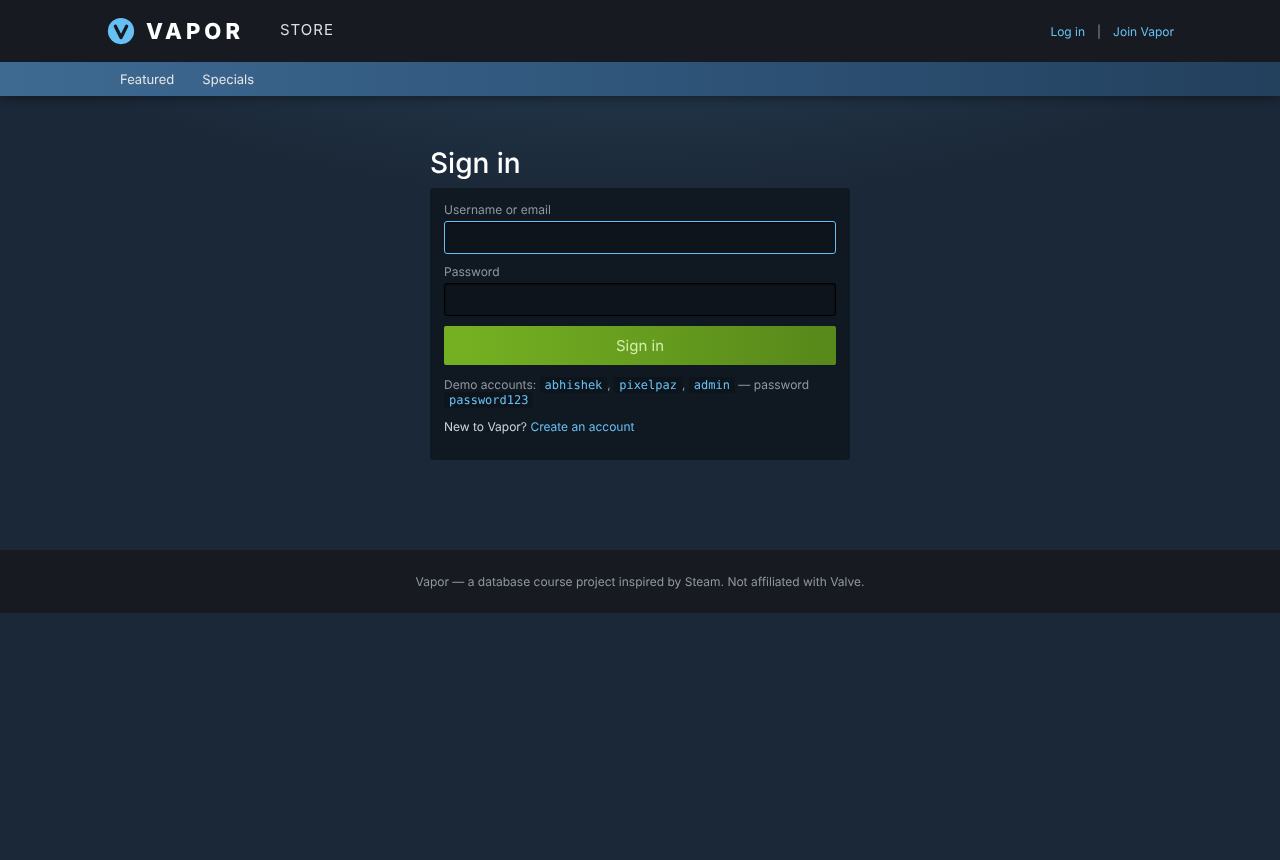 VAPOR STORE Log in | Join Vapor
Featured Specials
Sign in
Username or email
Password
Sign in
Demo accounts: abhishek, pixelpaz, admin — password
password123
New to Vapor? Create an account
Vapor — a database course project inspired by Steam. Not affiliated with Valve.